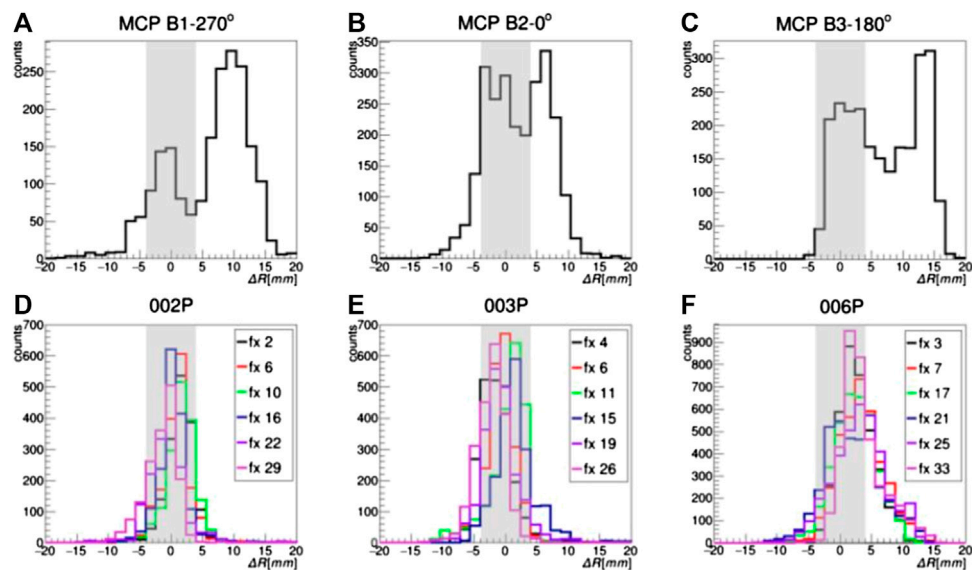 A MCP B1-270°
counts
250
200
150
100
50
0
−20 −15 −10 −5 0 5 10 15 20
ΔR[mm]
B MCP B2-0°
counts
350
300
250
200
150
100
50
0
−20 −15 −10 −5 0 5 10 15 20
ΔR[mm]
C MCP B3-180°
counts
300
250
200
150
100
50
0
−20 −15 −10 −5 0 5 10 15 20
ΔR[mm]
D 002P
counts
700
600
500
400
300
200
100
0
−20 −15 −10 −5 0 5 10 15 20
ΔR[mm]
fx 2
fx 6
fx 10
fx 16
fx 22
fx 29
E 003P
counts
700
600
500
400
300
200
100
0
−20 −15 −10 −5 0 5 10 15 20
ΔR[mm]
fx 4
fx 6
fx 11
fx 15
fx 19
fx 26
F 006P
counts
900
800
700
600
500
400
300
200
100
0
−20 −15 −10 −5 0 5 10 15 20
ΔR[mm]
fx 3
fx 7
fx 17
fx 21
fx 25
fx 33